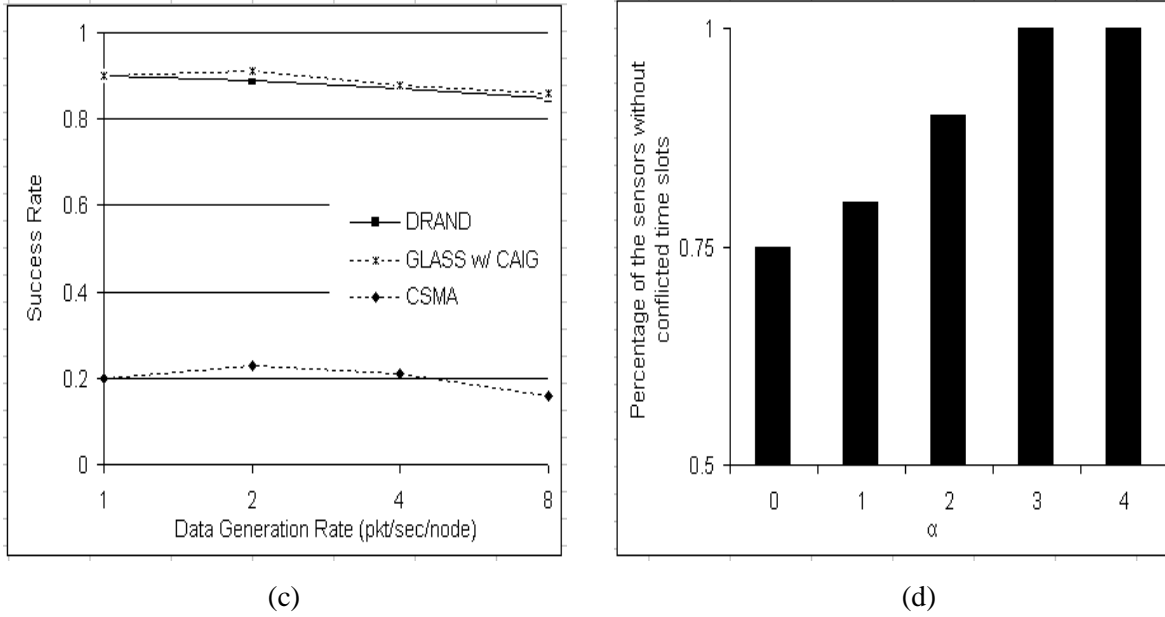 1
0.8
0.6
0.4
0.2
0
Success Rate
DRAND
GLASS w/ CAIG
CSMA
1 2 4 8
Data Generation Rate (pkt/sec/node)
(c)
Percentage of the sensors without
conflicted time slots
1
0.75
0.5
0 1 2 3 4
α
(d)